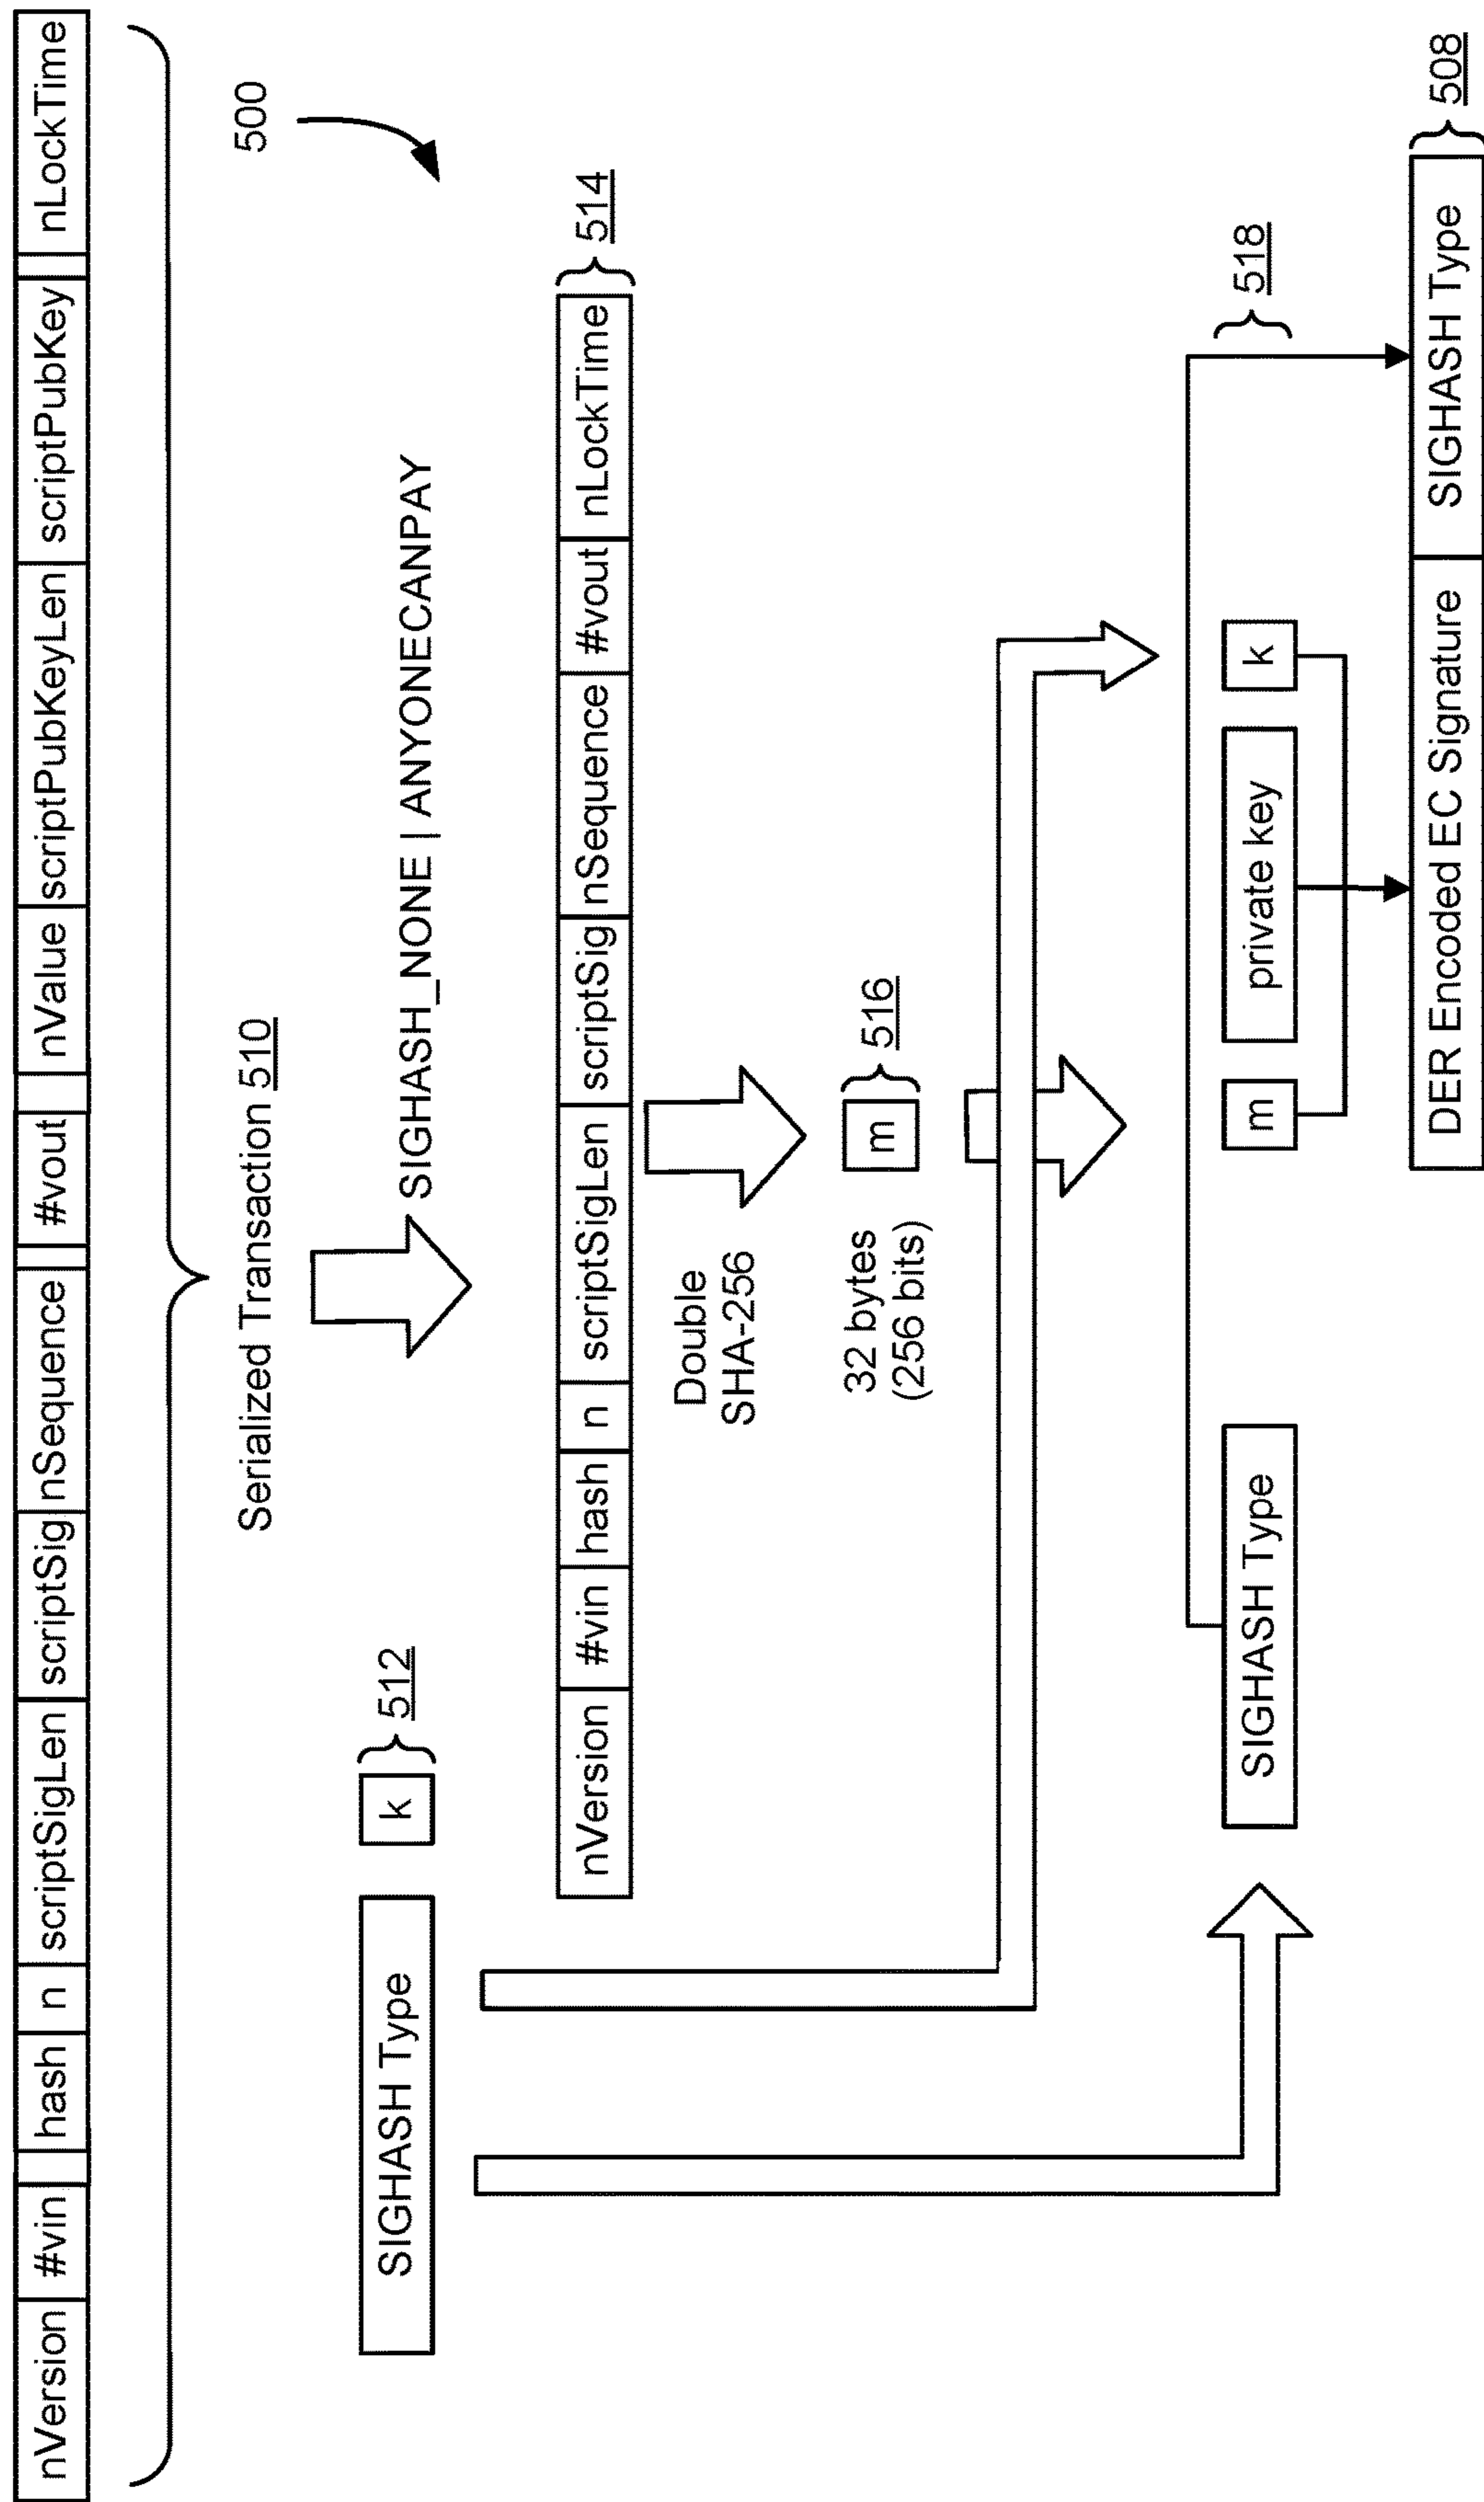 nVersion #vin hash n scriptSigLen scriptSig nSequence #vout nValue scriptPubKeyLen scriptPubKey nLockTime
Serialized Transaction 510
500
SIGHASH Type k 512
SIGHASH_NONE | ANYONECANPAY
nVersion #vin hash n scriptSigLen scriptSig nSequence #vout nLockTime 514
Double
SHA-256
32 bytes
(256 bits)
m 516
SIGHASH Type m private key k 518
DER Encoded EC Signature SIGHASH Type 508